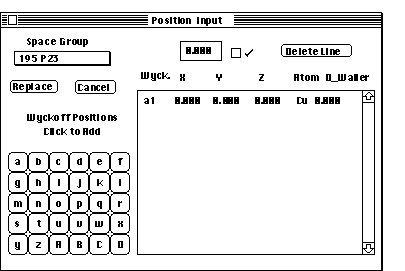 Position Input
Space Group
195 P23
0.000
Delete Line
Replace
Cancel
Wyck. X Y Z Atom D_Waller
a1 0.000 0.000 0.000 Cu 0.000
Wyckoff Positions
Click to Add
a b c d e f
g h i j k l
m n o p q r
s t u v w x
y z A B C D